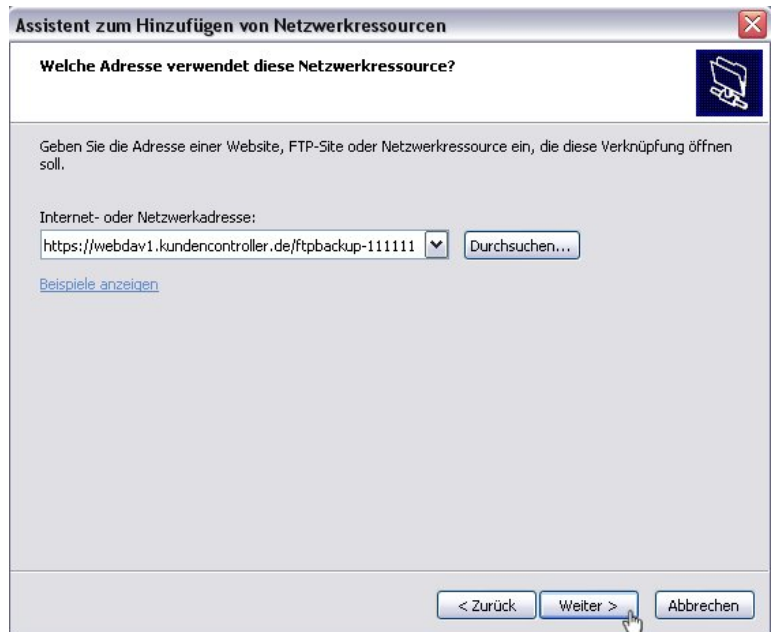 Assistent zum Hinzufügen von Netzwerkressourcen
Welche Adresse verwendet diese Netzwerkressource?
Geben Sie die Adresse einer Website, FTP-Site oder Netzwerkressource ein, die diese Verknüpfung öffnen
soll.
Internet- oder Netzwerkadresse:
https://webdav1.kundencontroller.de/ftpbackup-111111
Durchsuchen...
Beispiele anzeigen
< Zurück
Weiter >
Abbrechen